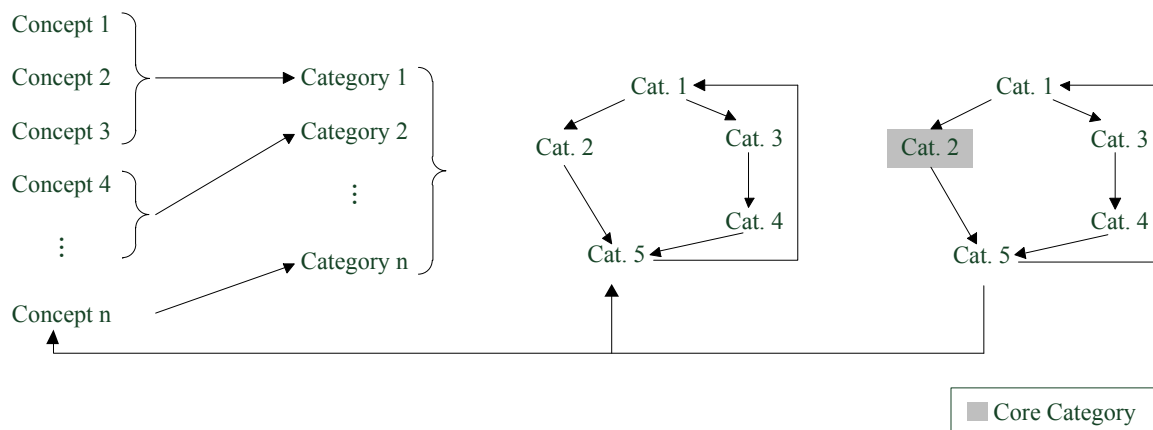 Concept 1
Concept 2
Concept 3
Concept 4
⋮
Concept n
Category 1
Category 2
⋮
Category n
Cat. 1
Cat. 2
Cat. 3
Cat. 4
Cat. 5
Cat. 1
Cat. 2
Cat. 3
Cat. 4
Cat. 5
Core Category